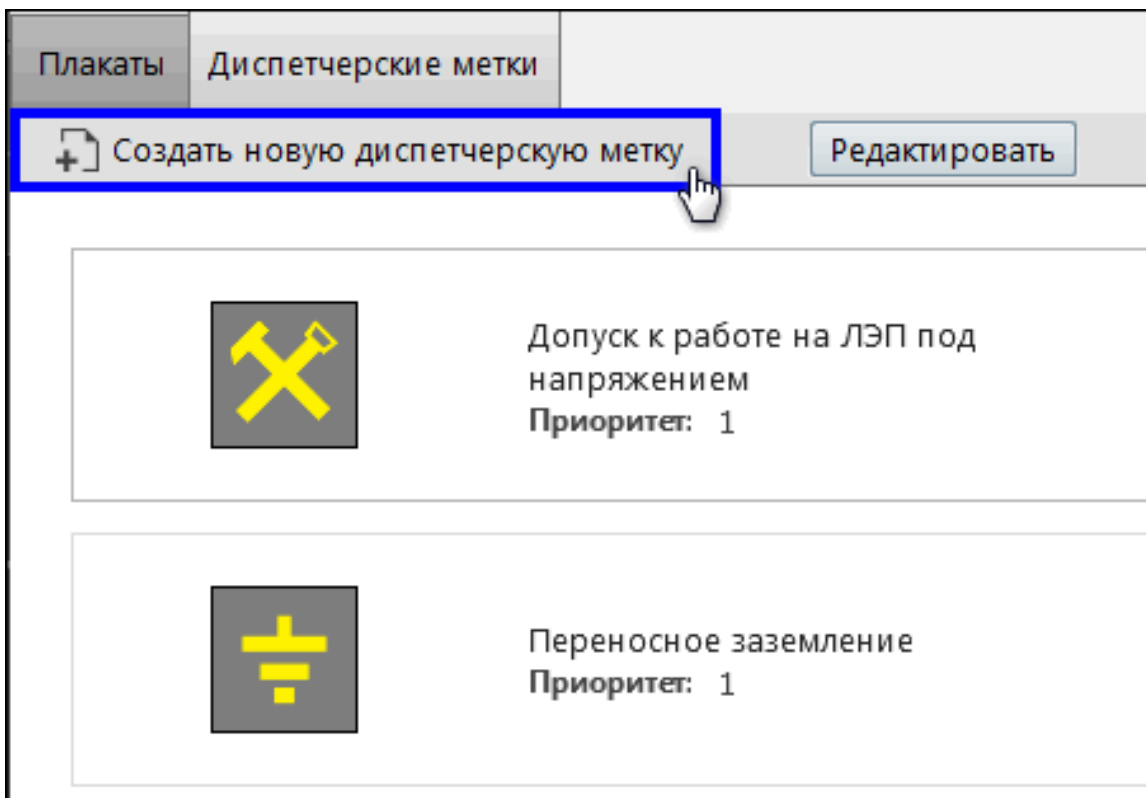 Плакаты
Диспетчерские метки
Создать новую диспетчерскую метку
Редактировать
Допуск к работе на ЛЭП под
напряжением
Приоритет: 1
Переносное заземление
Приоритет: 1